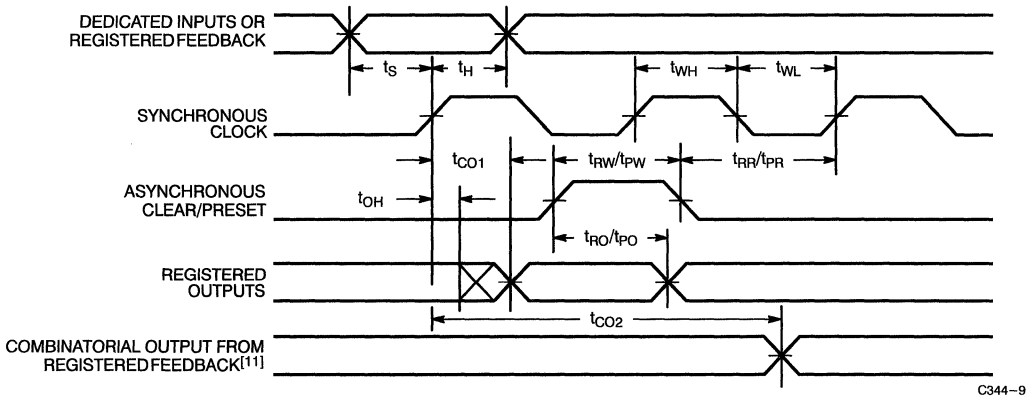 DEDICATED INPUTS OR
REGISTERED FEEDBACK
tS
tH
tWH
tWL
SYNCHRONOUS
CLOCK
tCO1
tRW/tPW
tRR/tPR
ASYNCHRONOUS
CLEAR/PRESET
tOH
tRO/tPO
REGISTERED
OUTPUTS
tCO2
COMBINATORIAL OUTPUT FROM
REGISTERED FEEDBACK[11]
C344–9